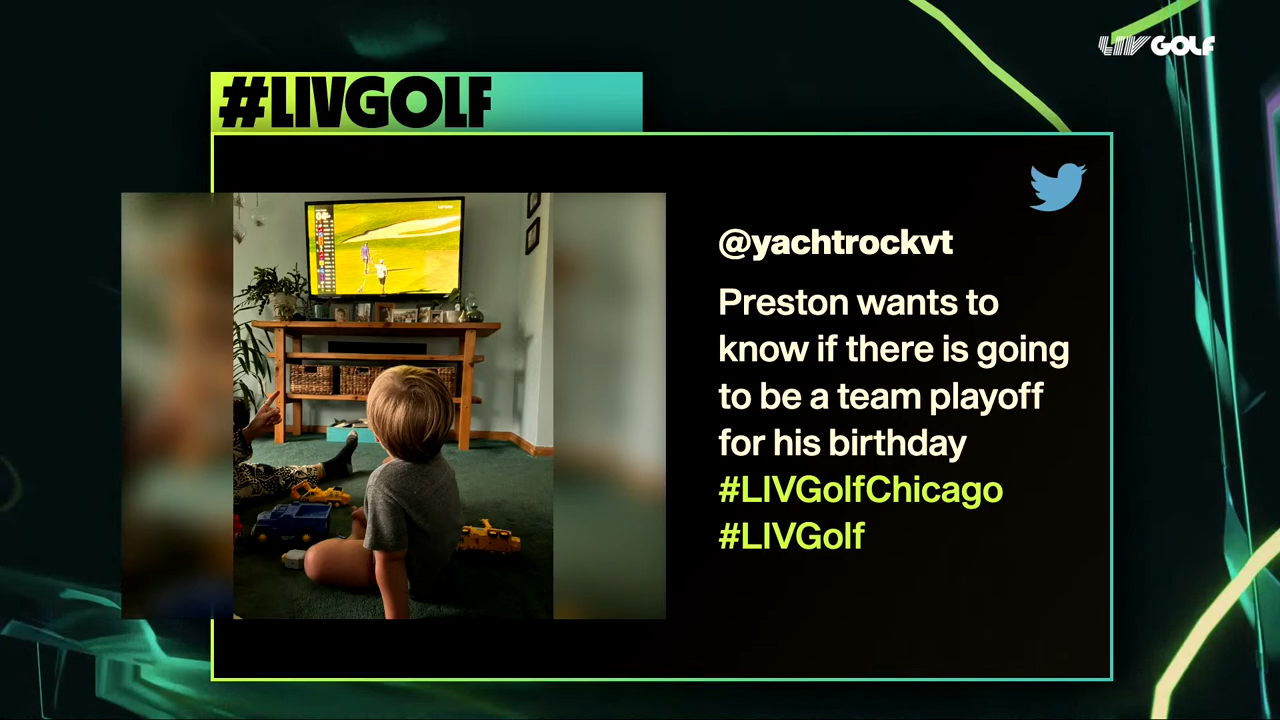 LIV GOLF
#LIVGOLF
@yachtrockvt
Preston wants to
know if there is going
to be a team playoff
for his birthday
#LIVGolfChicago
#LIVGolf